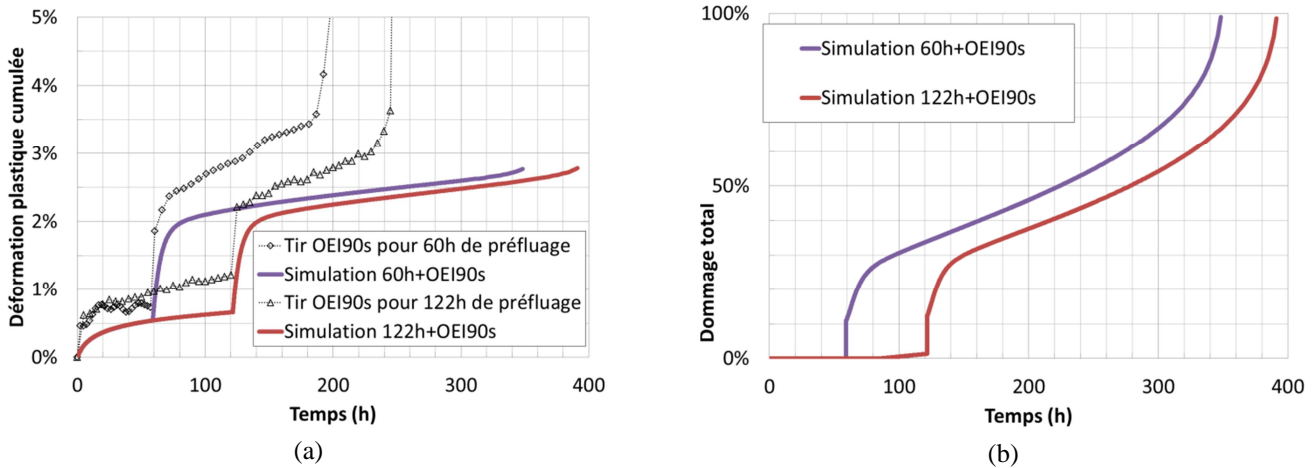 5%
4%
3%
2%
1%
0%
Déformation plastique cumulée
Tir OEI90s pour 60h de préfluage
Simulation 60h+OEI90s
Tir OEI90s pour 122h de préfluage
Simulation 122h+OEI90s
0 100 200 300 400
Temps (h)
(a)
100%
50%
0%
Dommage total
Simulation 60h+OEI90s
Simulation 122h+OEI90s
0 100 200 300 400
Temps (h)
(b)